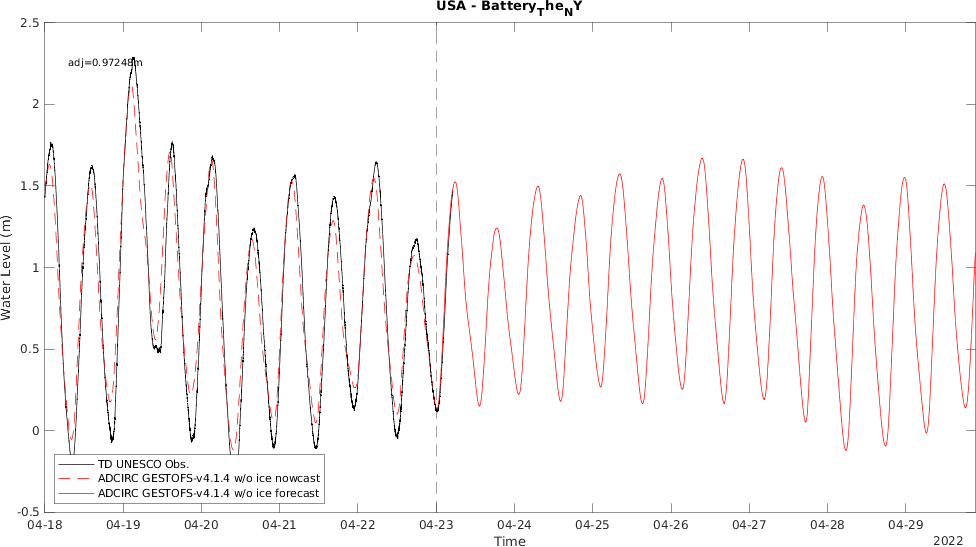 USA - BatteryTheNY
adj=0.97248m
Water Level (m)
2.5
2
1.5
1
0.5
0
-0.5
TD UNESCO Obs.
ADCIRC GESTOFS-v4.1.4 w/o ice nowcast
ADCIRC GESTOFS-v4.1.4 w/o ice forecast
04-18 04-19 04-20 04-21 04-22 04-23 04-24 04-25 04-26 04-27 04-28 04-29
Time
2022